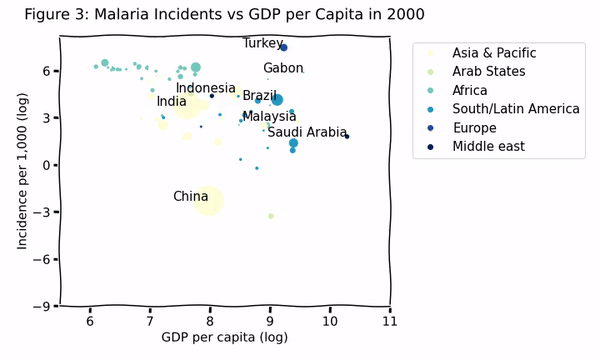 Figure 3: Malaria Incidents vs GDP per Capita in 2000
Turkey
Gabon
Indonesia
India
Brazil
Malaysia
Saudi Arabia
China
6
3
0
−3
−6
−9
Incidence per 1,000 (log)
6 7 8 9 10 11
GDP per capita (log)
Asia & Pacific
Arab States
Africa
South/Latin America
Europe
Middle east